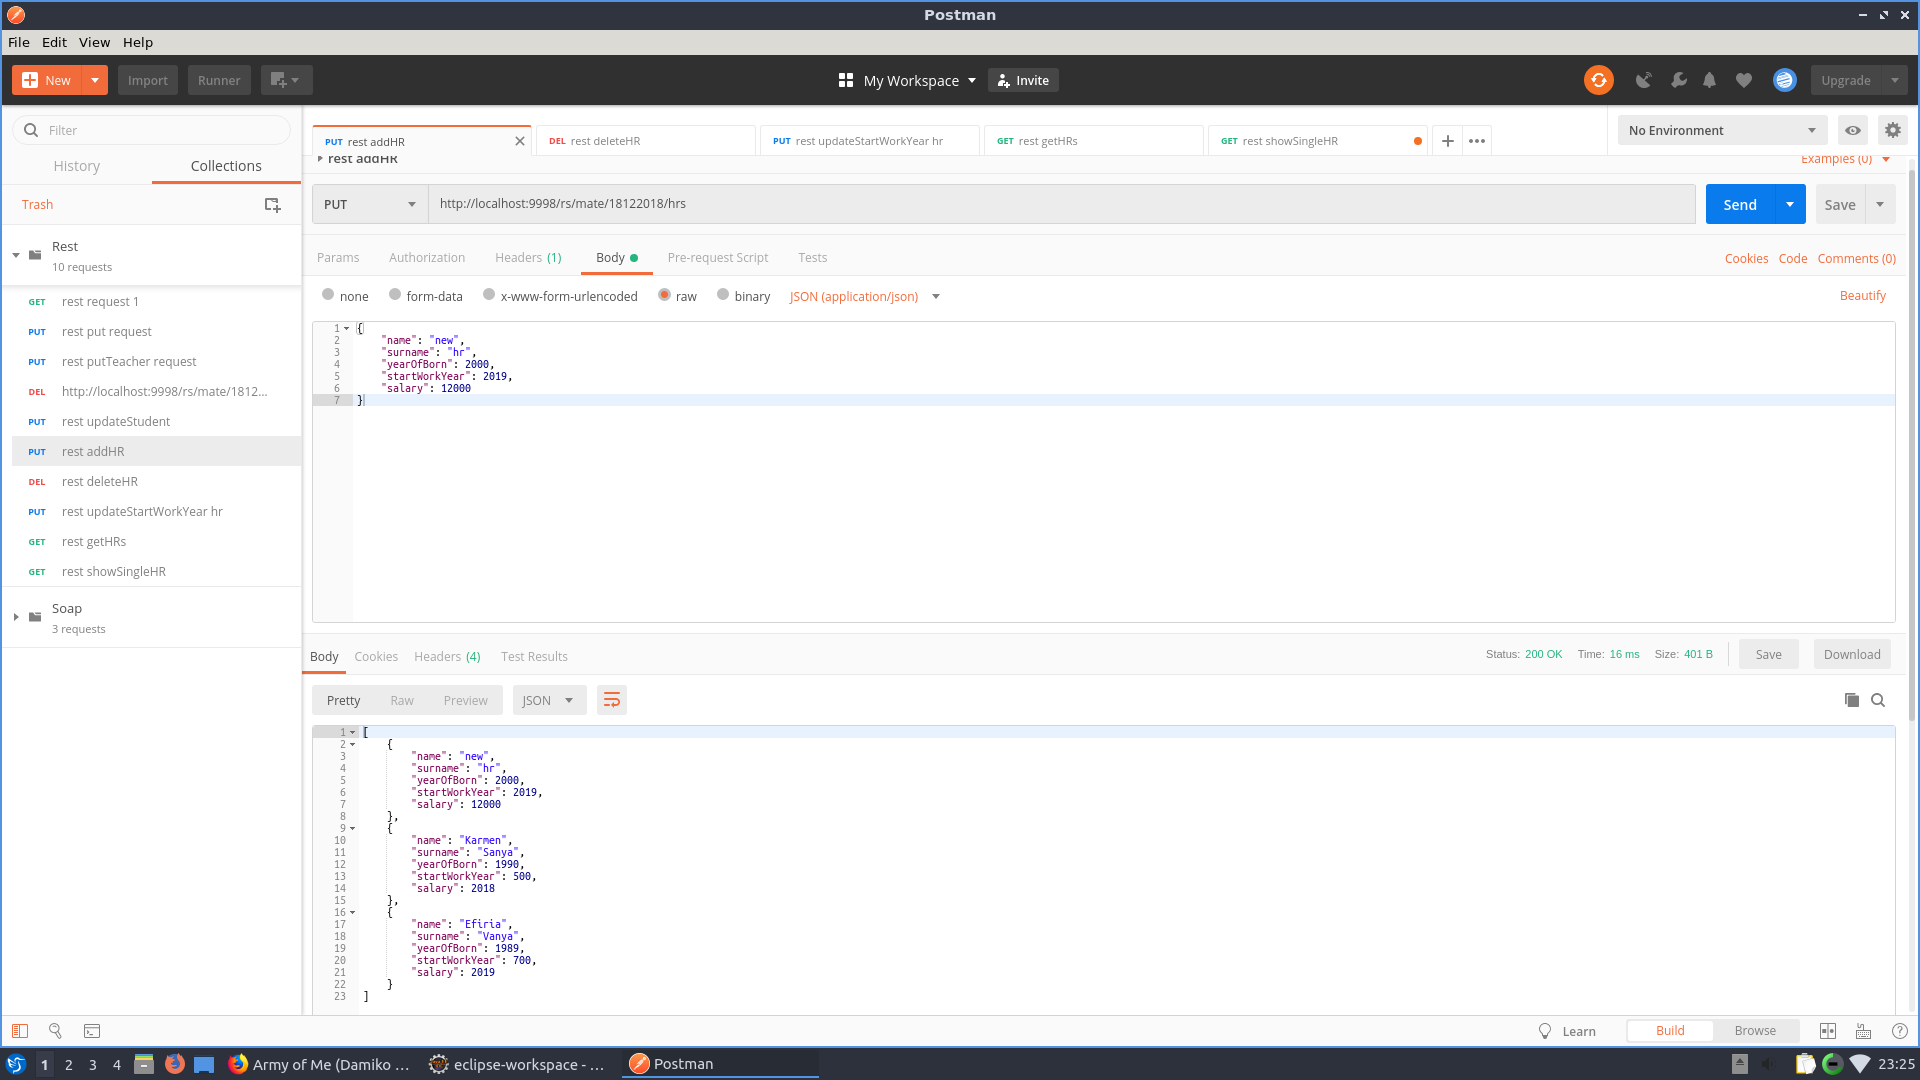 Postman
File Edit View Help
New Import Runner My Workspace Invite Upgrade
Filter
History Collections
Trash
Rest
10 requests
GET rest request 1
PUT rest put request
PUT rest putTeacher request
DEL http://localhost:9998/rs/mate/1812...
PUT rest updateStudent
PUT rest addHR
DEL rest deleteHR
PUT rest updateStartWorkYear hr
GET rest getHRs
GET rest showSingleHR
Soap
3 requests
PUT rest addHR DEL rest deleteHR PUT rest updateStartWorkYear hr GET rest getHRs GET rest showSingleHR No Environment
rest addHR Examples (0)
PUT http://localhost:9998/rs/mate/18122018/hrs Send Save
Params Authorization Headers (1) Body Pre-request Script Tests Cookies Code Comments (0)
none form-data x-www-form-urlencoded raw binary JSON (application/json) Beautify
1 {
2 "name": "new",
3 "surname": "hr",
4 "yearOfBorn": 2000,
5 "startWorkYear": 2019,
6 "salary": 12000
7 }
Body Cookies Headers (4) Test Results Status: 200 OK Time: 16 ms Size: 401 B Save Download
Pretty Raw Preview JSON
1 [
2 {
3 "name": "new",
4 "surname": "hr",
5 "yearOfBorn": 2000,
6 "startWorkYear": 2019,
7 "salary": 12000
8 },
9 {
10 "name": "Karmen",
11 "surname": "Sanya",
12 "yearOfBorn": 1990,
13 "startWorkYear": 500,
14 "salary": 2018
15 },
16 {
17 "name": "Efiria",
18 "surname": "Vanya",
19 "yearOfBorn": 1989,
20 "startWorkYear": 700,
21 "salary": 2019
22 }
23 ]
Learn Build Browse
1 2 3 4 Army of Me (Damiko ... eclipse-workspace - ... Postman 23:25